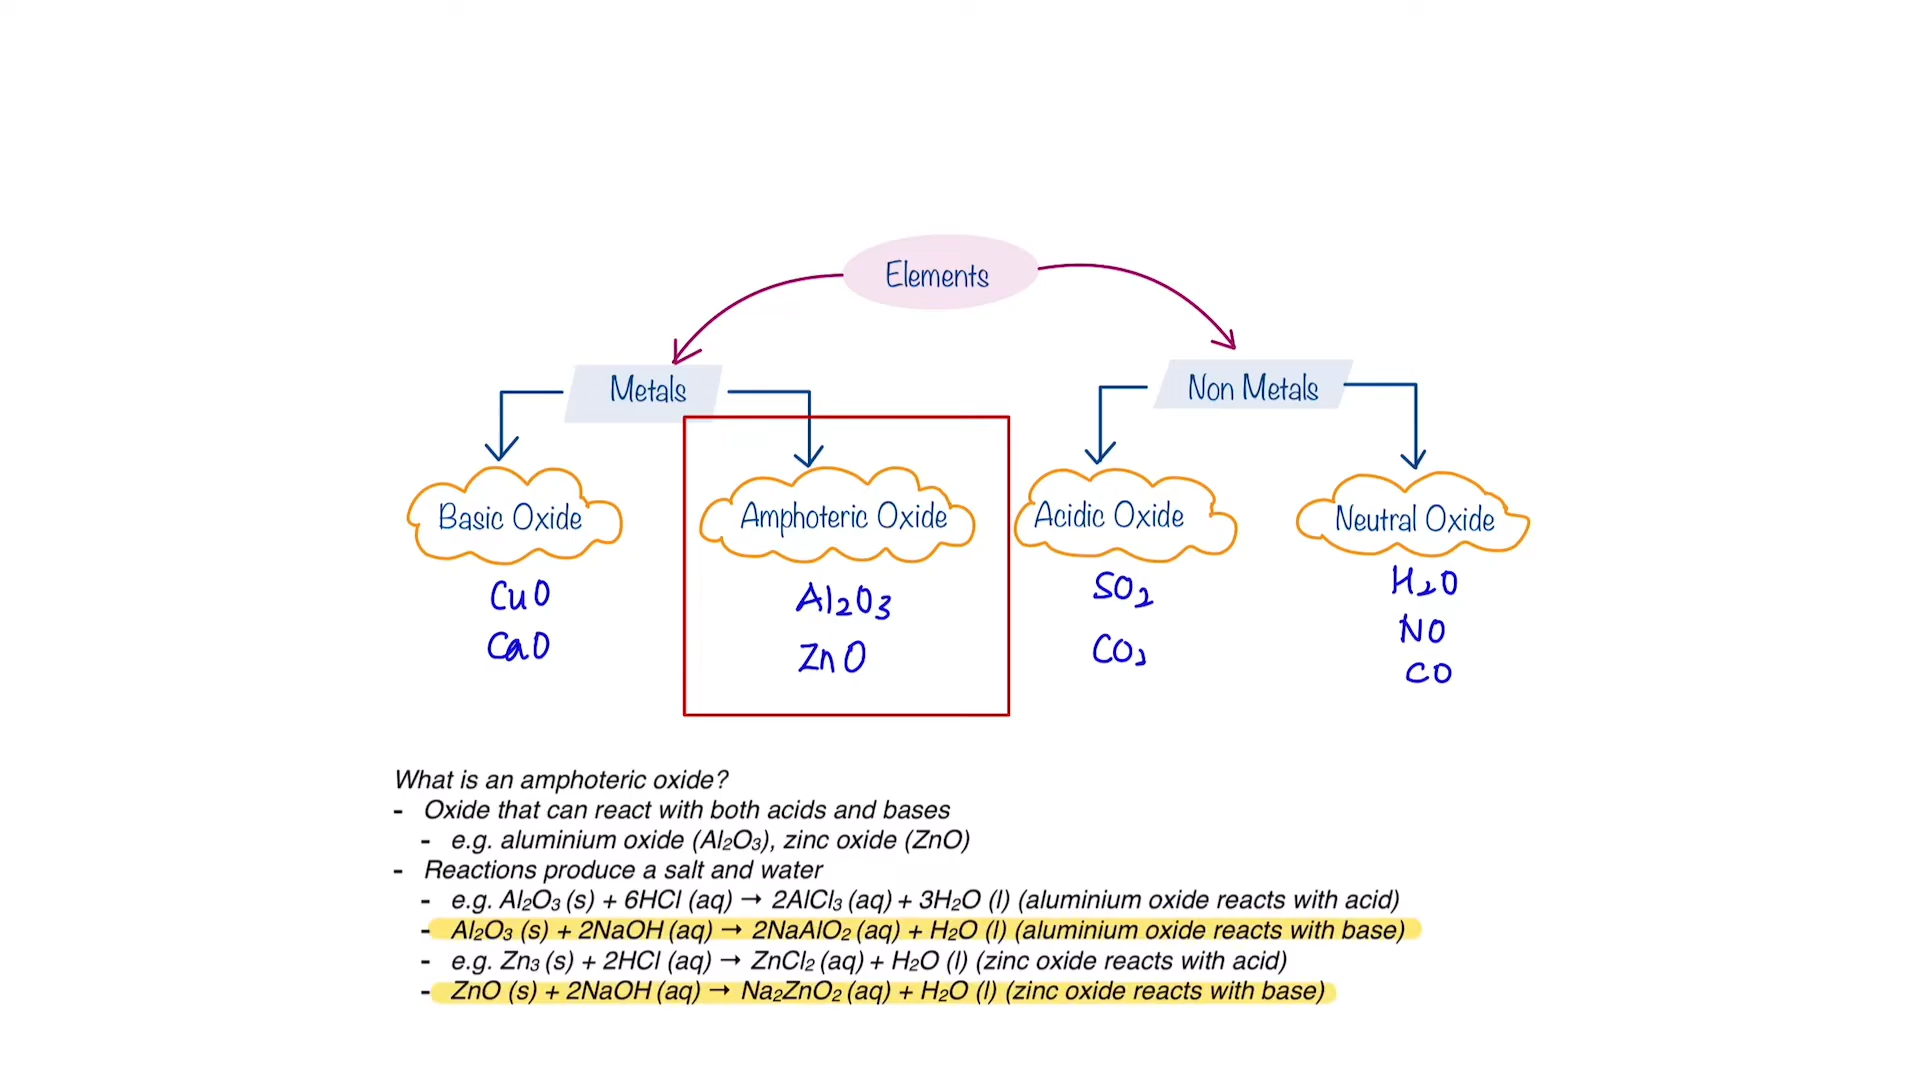 Elements
Metals
Non Metals
Basic Oxide
Amphoteric Oxide
Acidic Oxide
Neutral Oxide
CuO
CaO
Al₂O₃
ZnO
SO₂
CO₂
H₂O
NO
CO
What is an amphoteric oxide?
- Oxide that can react with both acids and bases
- e.g. aluminium oxide (Al₂O₃), zinc oxide (ZnO)
- Reactions produce a salt and water
- e.g. Al₂O₃ (s) + 6HCl (aq) → 2AlCl₃ (aq) + 3H₂O (l) (aluminium oxide reacts with acid)
- Al₂O₃ (s) + 2NaOH (aq) → 2NaAlO₂ (aq) + H₂O (l) (aluminium oxide reacts with base)
- e.g. Zn₃ (s) + 2HCl (aq) → ZnCl₂ (aq) + H₂O (l) (zinc oxide reacts with acid)
- ZnO (s) + 2NaOH (aq) → Na₂ZnO₂ (aq) + H₂O (l) (zinc oxide reacts with base)